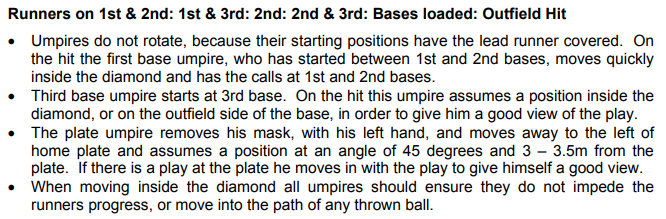 Runners on 1st & 2nd: 1st & 3rd: 2nd: 2nd & 3rd: Bases loaded: Outfield Hit
• Umpires do not rotate, because their starting positions have the lead runner covered. On
the hit the first base umpire, who has started between 1st and 2nd bases, moves quickly
inside the diamond and has the calls at 1st and 2nd bases.
• Third base umpire starts at 3rd base. On the hit this umpire assumes a position inside the
diamond, or on the outfield side of the base, in order to give him a good view of the play.
• The plate umpire removes his mask, with his left hand, and moves away to the left of
home plate and assumes a position at an angle of 45 degrees and 3 – 3.5m from the
plate. If there is a play at the plate he moves in with the play to give himself a good view.
• When moving inside the diamond all umpires should ensure they do not impede the
runners progress, or move into the path of any thrown ball.